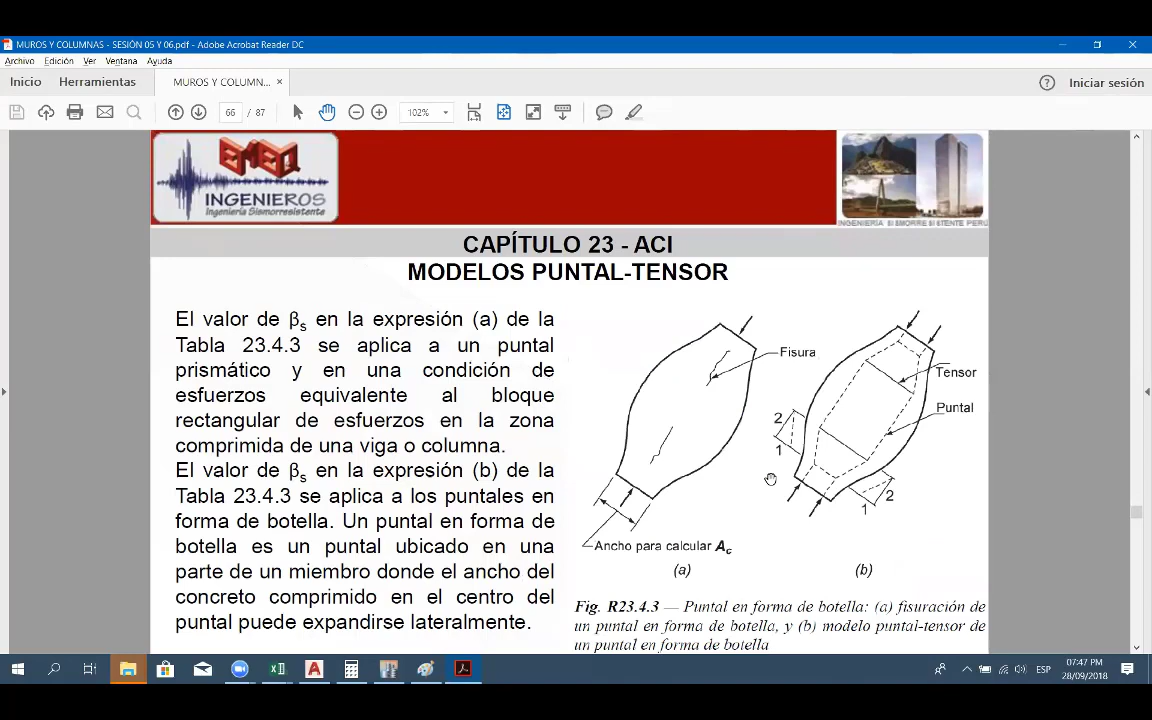 MUROS Y COLUMNAS - SESIÓN 05 Y 06.pdf - Adobe Acrobat Reader DC
Archivo Edición Ver Ventana Ayuda
Inicio Herramientas MUROS Y COLUMN... × Iniciar sesión
66 / 87 102%
EMEQ
INGENIEROS
Ingeniería Sismorresistente
INGENIERÍA SISMORRESISTENTE PERÚ
CAPÍTULO 23 - ACI
MODELOS PUNTAL-TENSOR
El valor de βs en la expresión (a) de la
Tabla 23.4.3 se aplica a un puntal
prismático y en una condición de
esfuerzos equivalente al bloque
rectangular de esfuerzos en la zona
comprimida de una viga o columna.
El valor de βs en la expresión (b) de la
Tabla 23.4.3 se aplica a los puntales en
forma de botella. Un puntal en forma de
botella es un puntal ubicado en una
parte de un miembro donde el ancho del
concreto comprimido en el centro del
puntal puede expandirse lateralmente.
Fisura
Ancho para calcular Ac
(a)
Tensor
Puntal
2
1
2
1
(b)
Fig. R23.4.3 — Puntal en forma de botella: (a) fisuración de
un puntal en forma de botella, y (b) modelo puntal-tensor de
un puntal en forma de botella
ESP
07:47 PM
28/09/2018